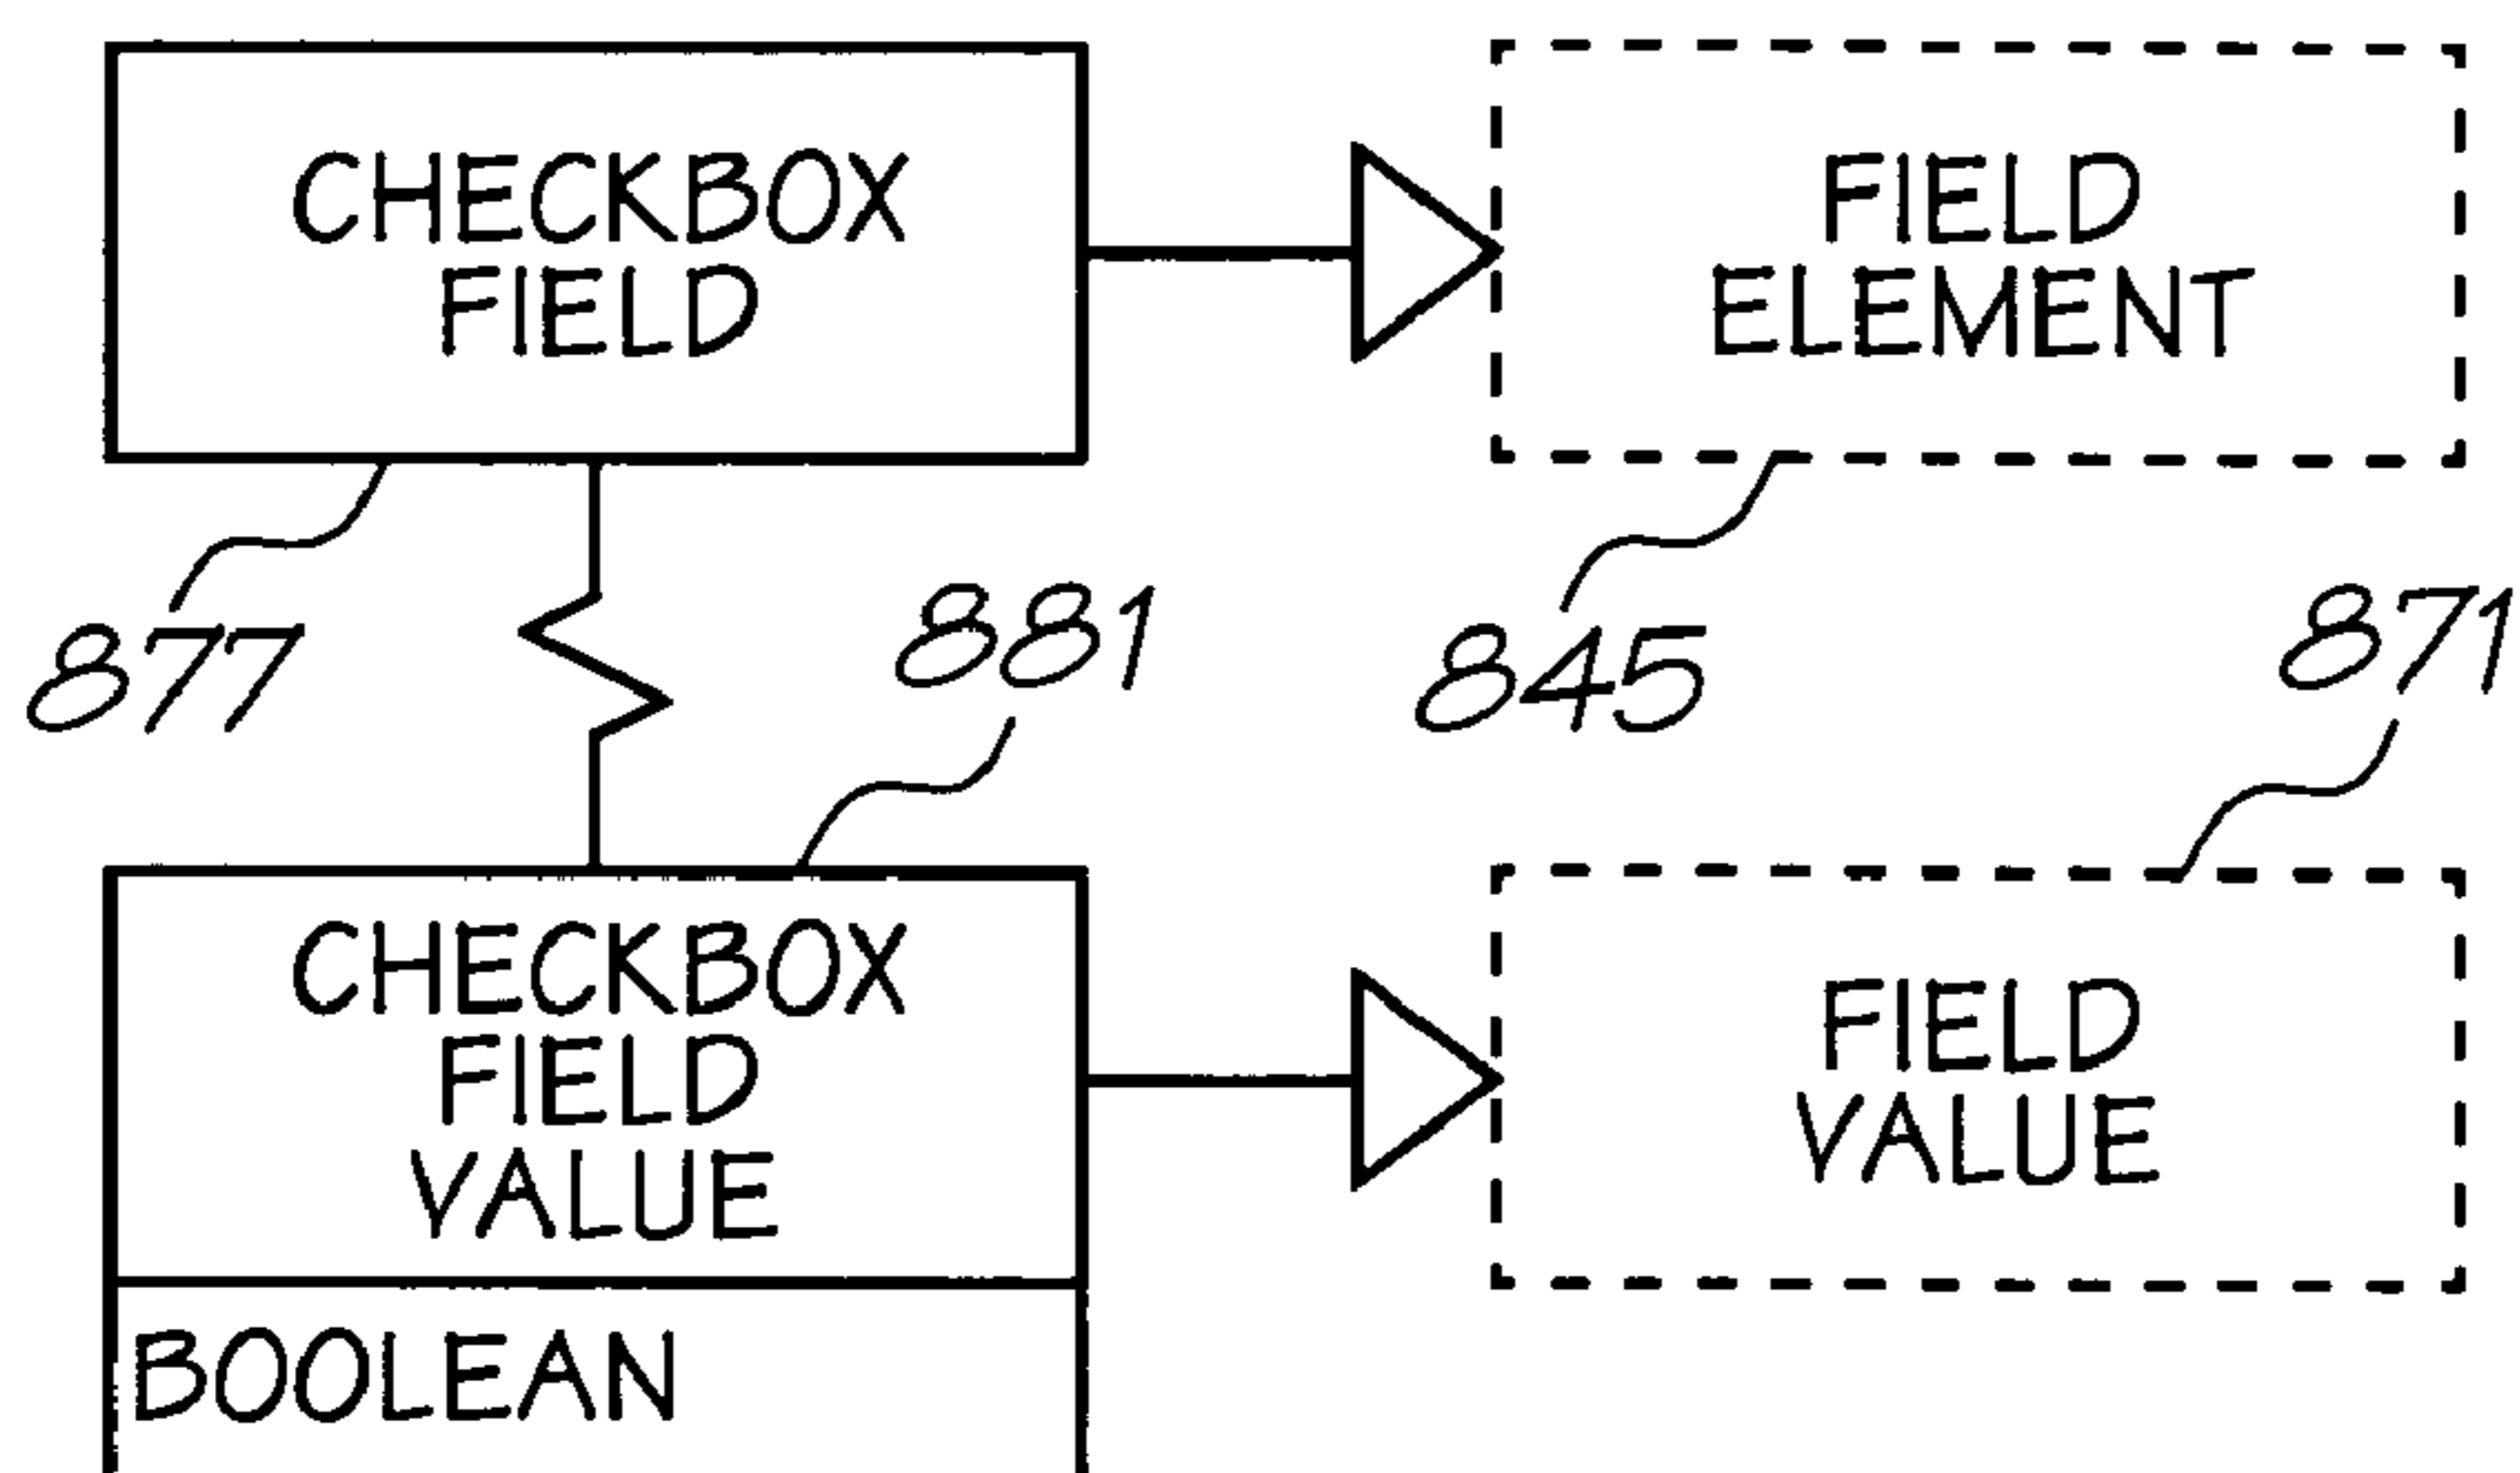 CHECKBOX
FIELD
FIELD
ELEMENT
877
881
845
871
CHECKBOX
FIELD
VALUE
FIELD
VALUE
BOOLEAN